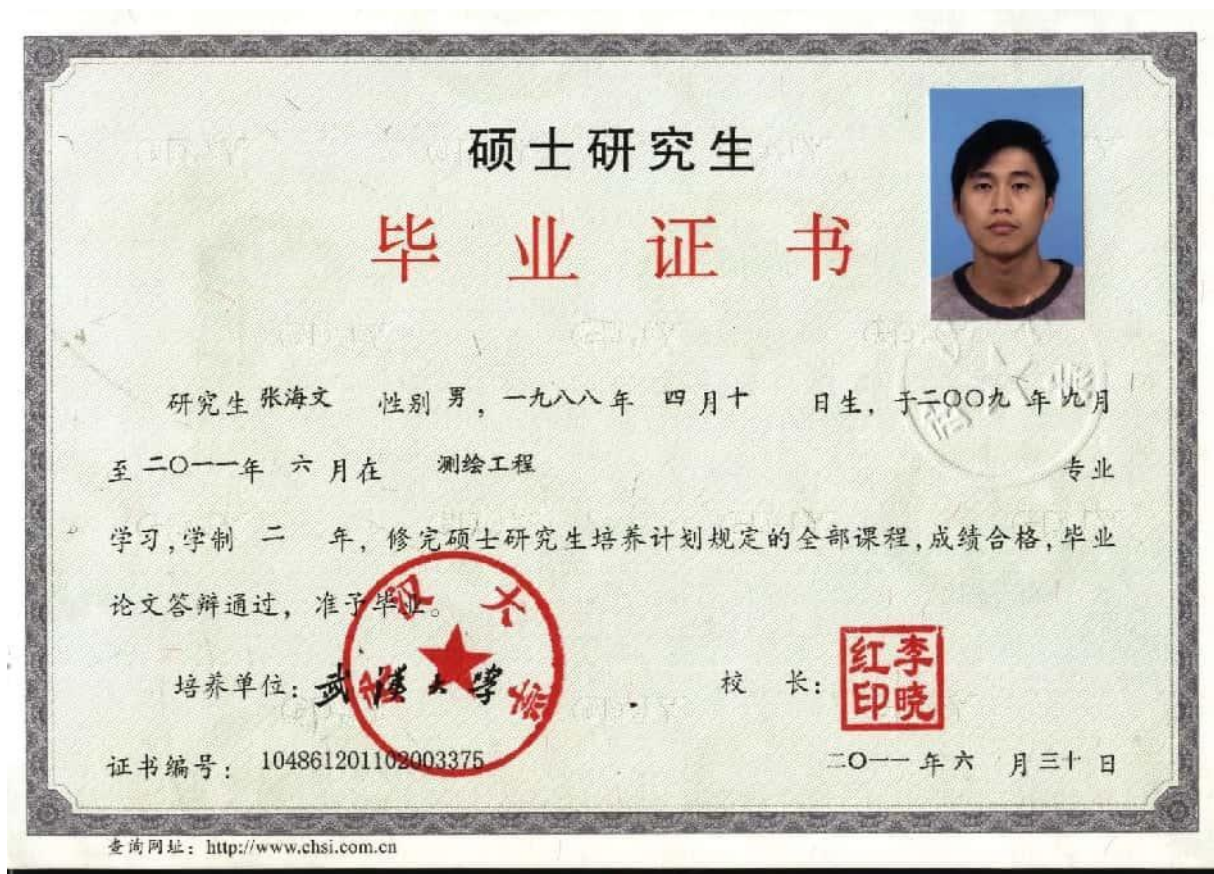 硕士研究生
毕业证书
研究生 张海文 性别 男，一九八八年 四月十 日生，于二〇〇九 年 九月
至 二〇一一年 六 月在 测绘工程 专业
学习，学制 二 年，修完硕士研究生培养计划规定的全部课程，成绩合格，毕业
论文答辩通过，准予毕业。
培养单位：武漢大學 校 长：李晓红印
武汉大学
证书编号：104861201102003375 二〇一一年六 月三十日
查询网址：http://www.chsi.com.cn